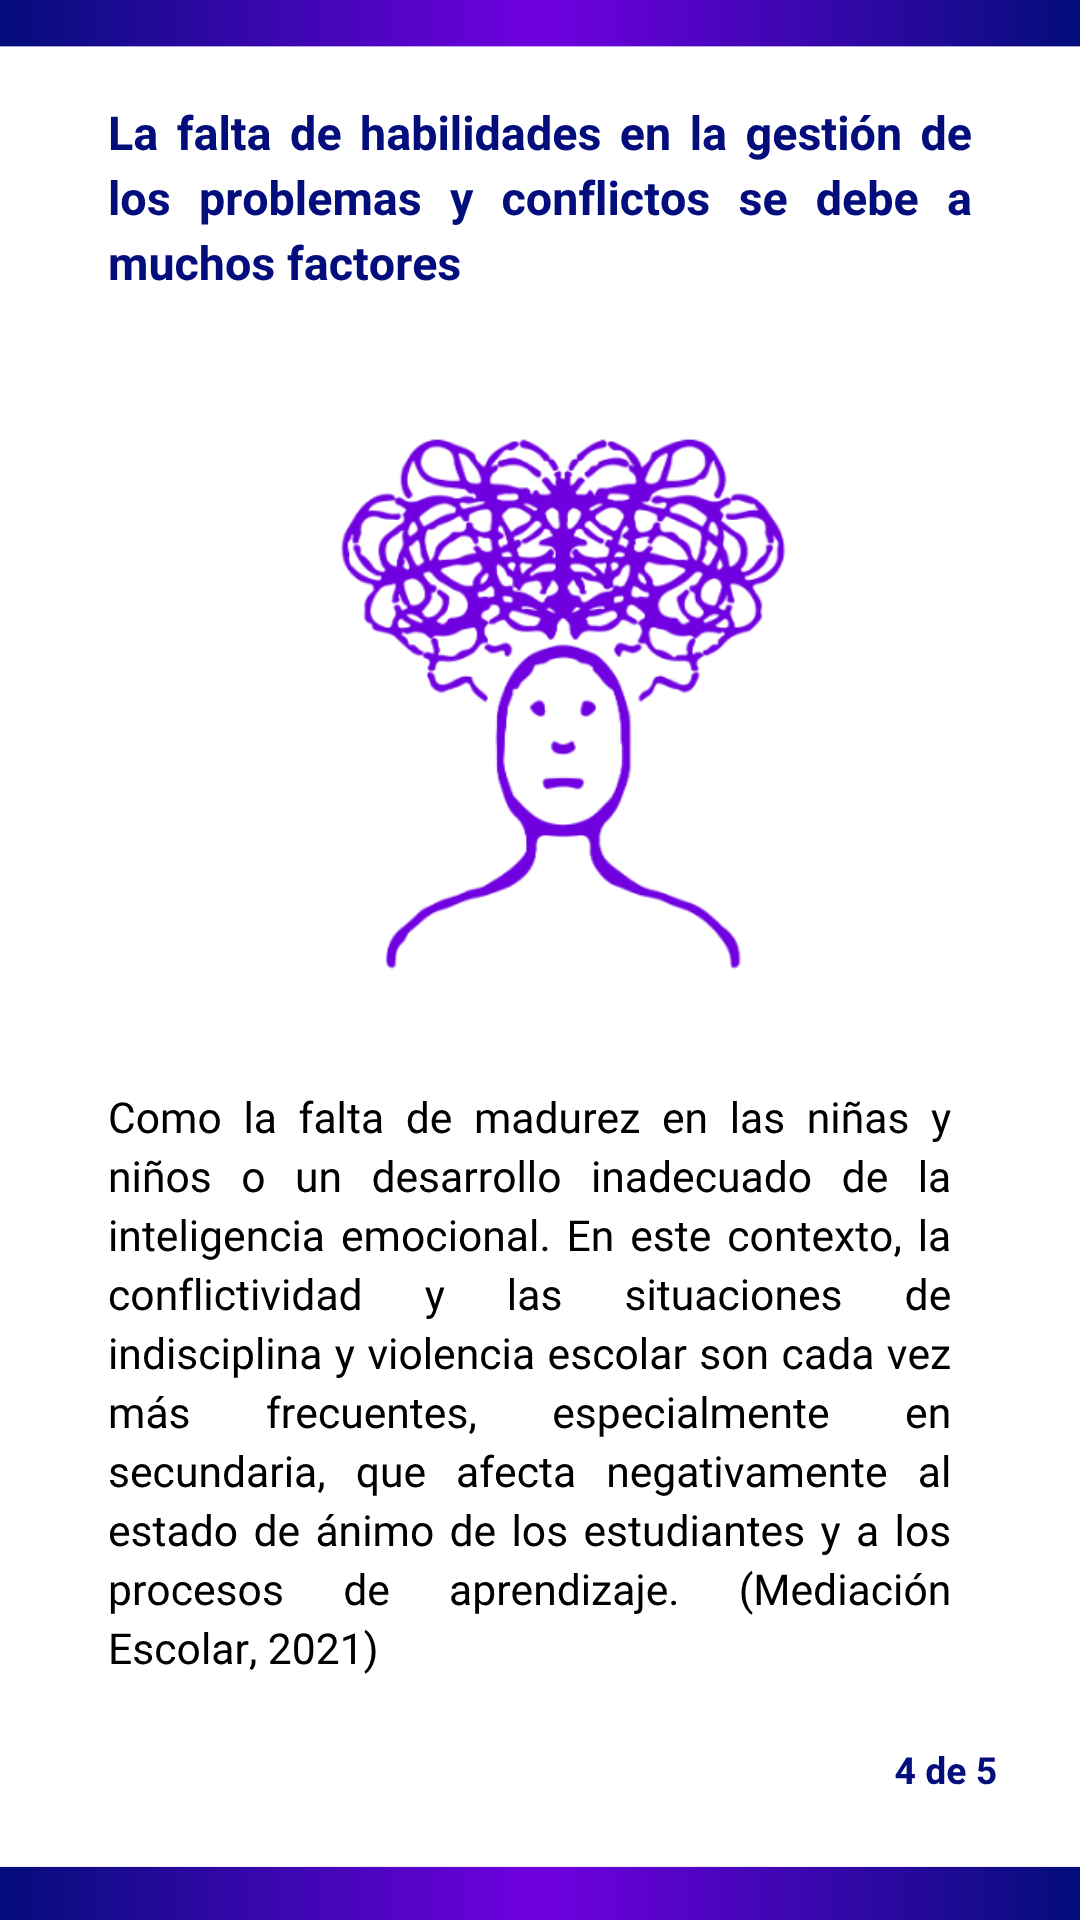 La falta de habilidades en la gestión de
los problemas y conflictos se debe a
muchos factores
Como la falta de madurez en las niñas y
niños o un desarrollo inadecuado de la
inteligencia emocional. En este contexto, la
conflictividad y las situaciones de
indisciplina y violencia escolar son cada vez
más frecuentes, especialmente en
secundaria, que afecta negativamente al
estado de ánimo de los estudiantes y a los
procesos de aprendizaje. (Mediación
Escolar, 2021)
4 de 5